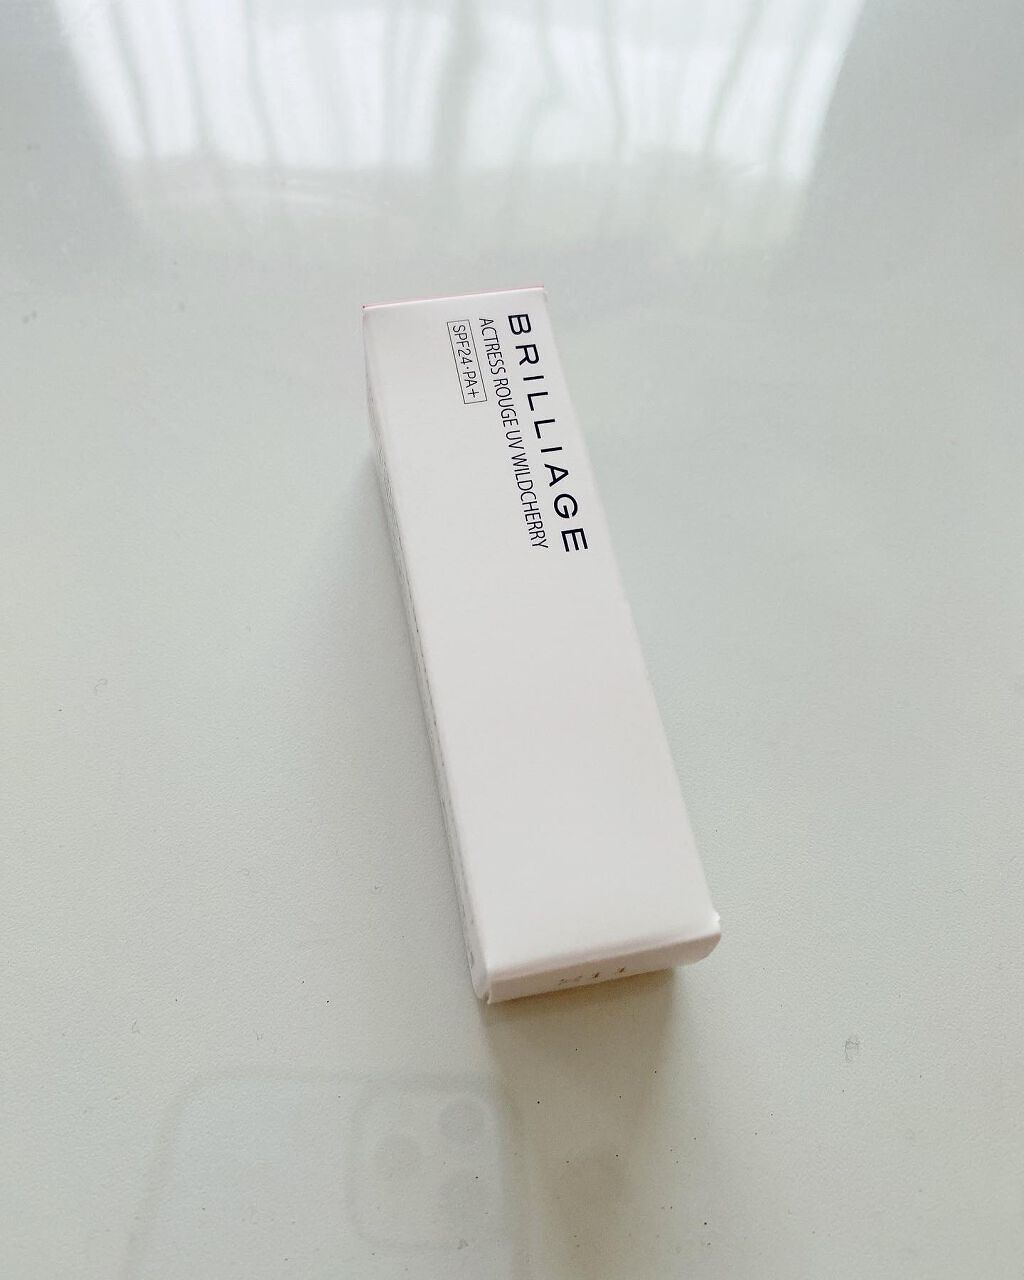 BRILLIAGE
ACTRESS ROUGE UV WILDCHERRY
SPF24·PA+